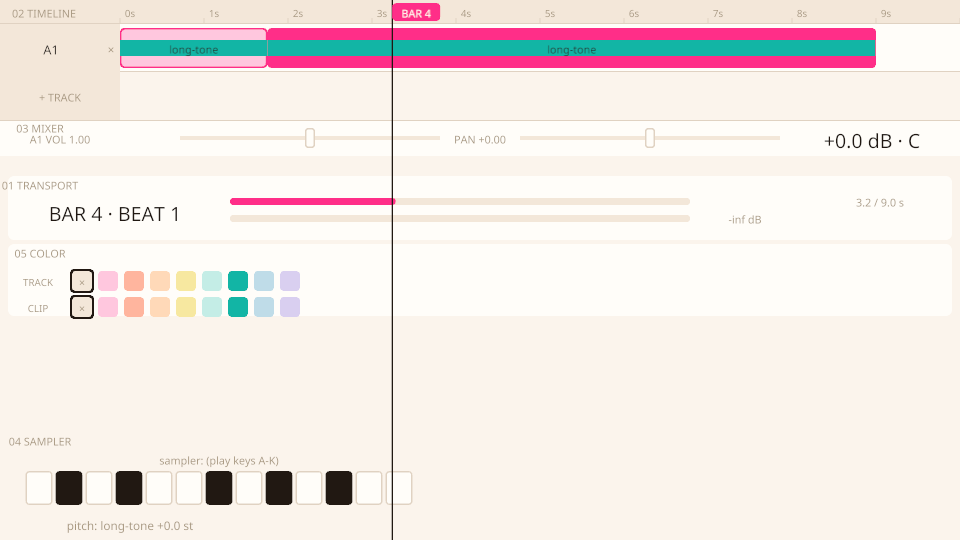 02 TIMELINE 0s 1s 2s 3s BAR 4 4s 5s 6s 7s 8s 9s
A1 × long-tone long-tone
+ TRACK
03 MIXER
A1 VOL 1.00 PAN +0.00 +0.0 dB · C
01 TRANSPORT
BAR 4 · BEAT 1 3.2 / 9.0 s
-inf dB
05 COLOR
TRACK ×
CLIP ×
04 SAMPLER
sampler: (play keys A-K)
pitch: long-tone +0.0 st